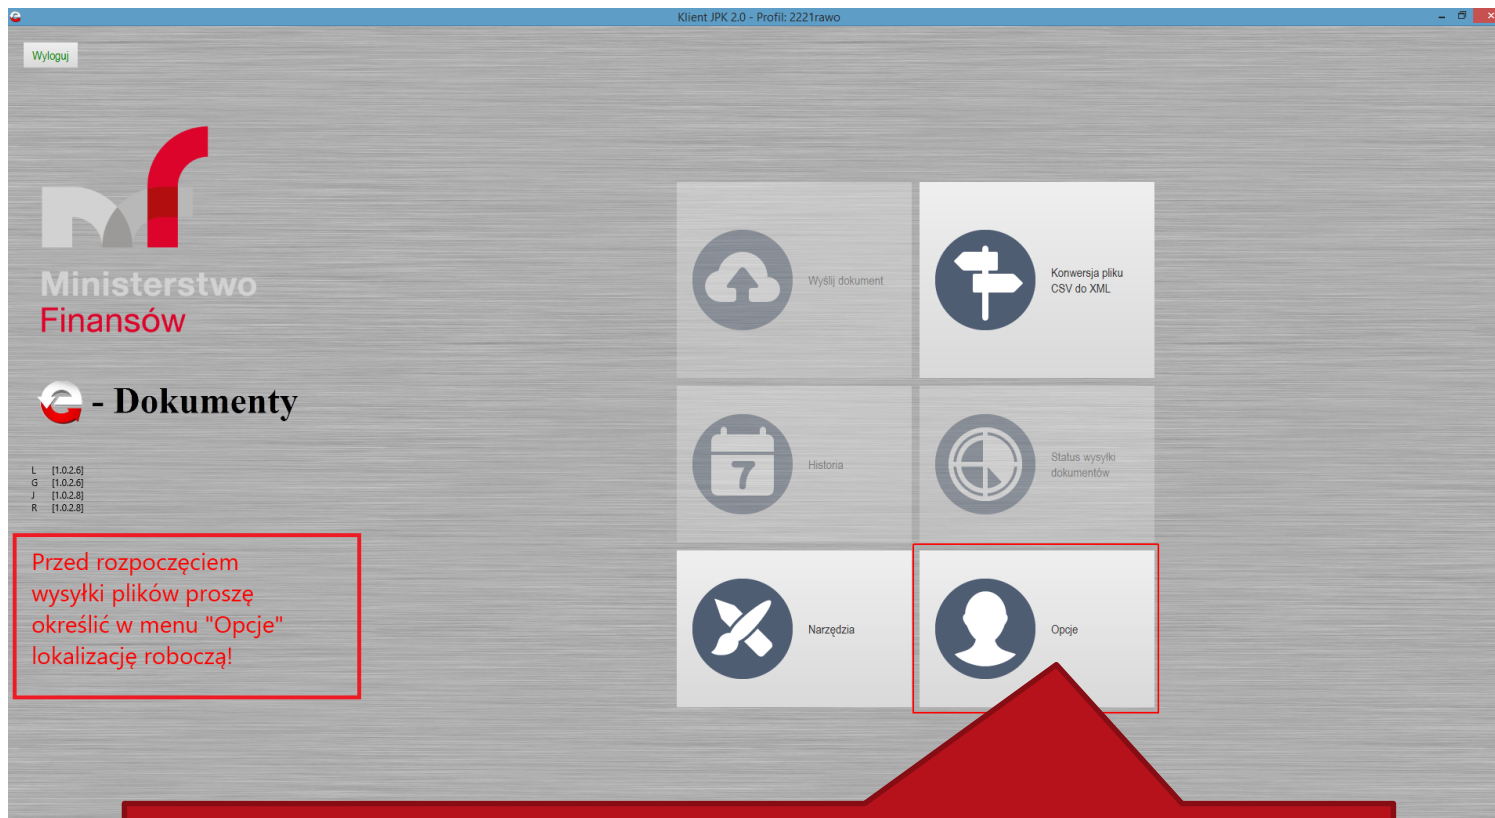 Klient JPK 2.0 - Profil: 2221rawo
Wyloguj
Ministerstwo
Finansów
e - Dokumenty
L [1.0.2.6]
G [1.0.2.6]
J [1.0.2.8]
R [1.0.2.8]
Przed rozpoczęciem
wysyłki plików proszę
określić w menu "Opcje"
lokalizację roboczą!
Wyślij dokument
Konwersja pliku
CSV do XML
7
Historia
Status wysyłki
dokumentów
Narzędzia
Opcje